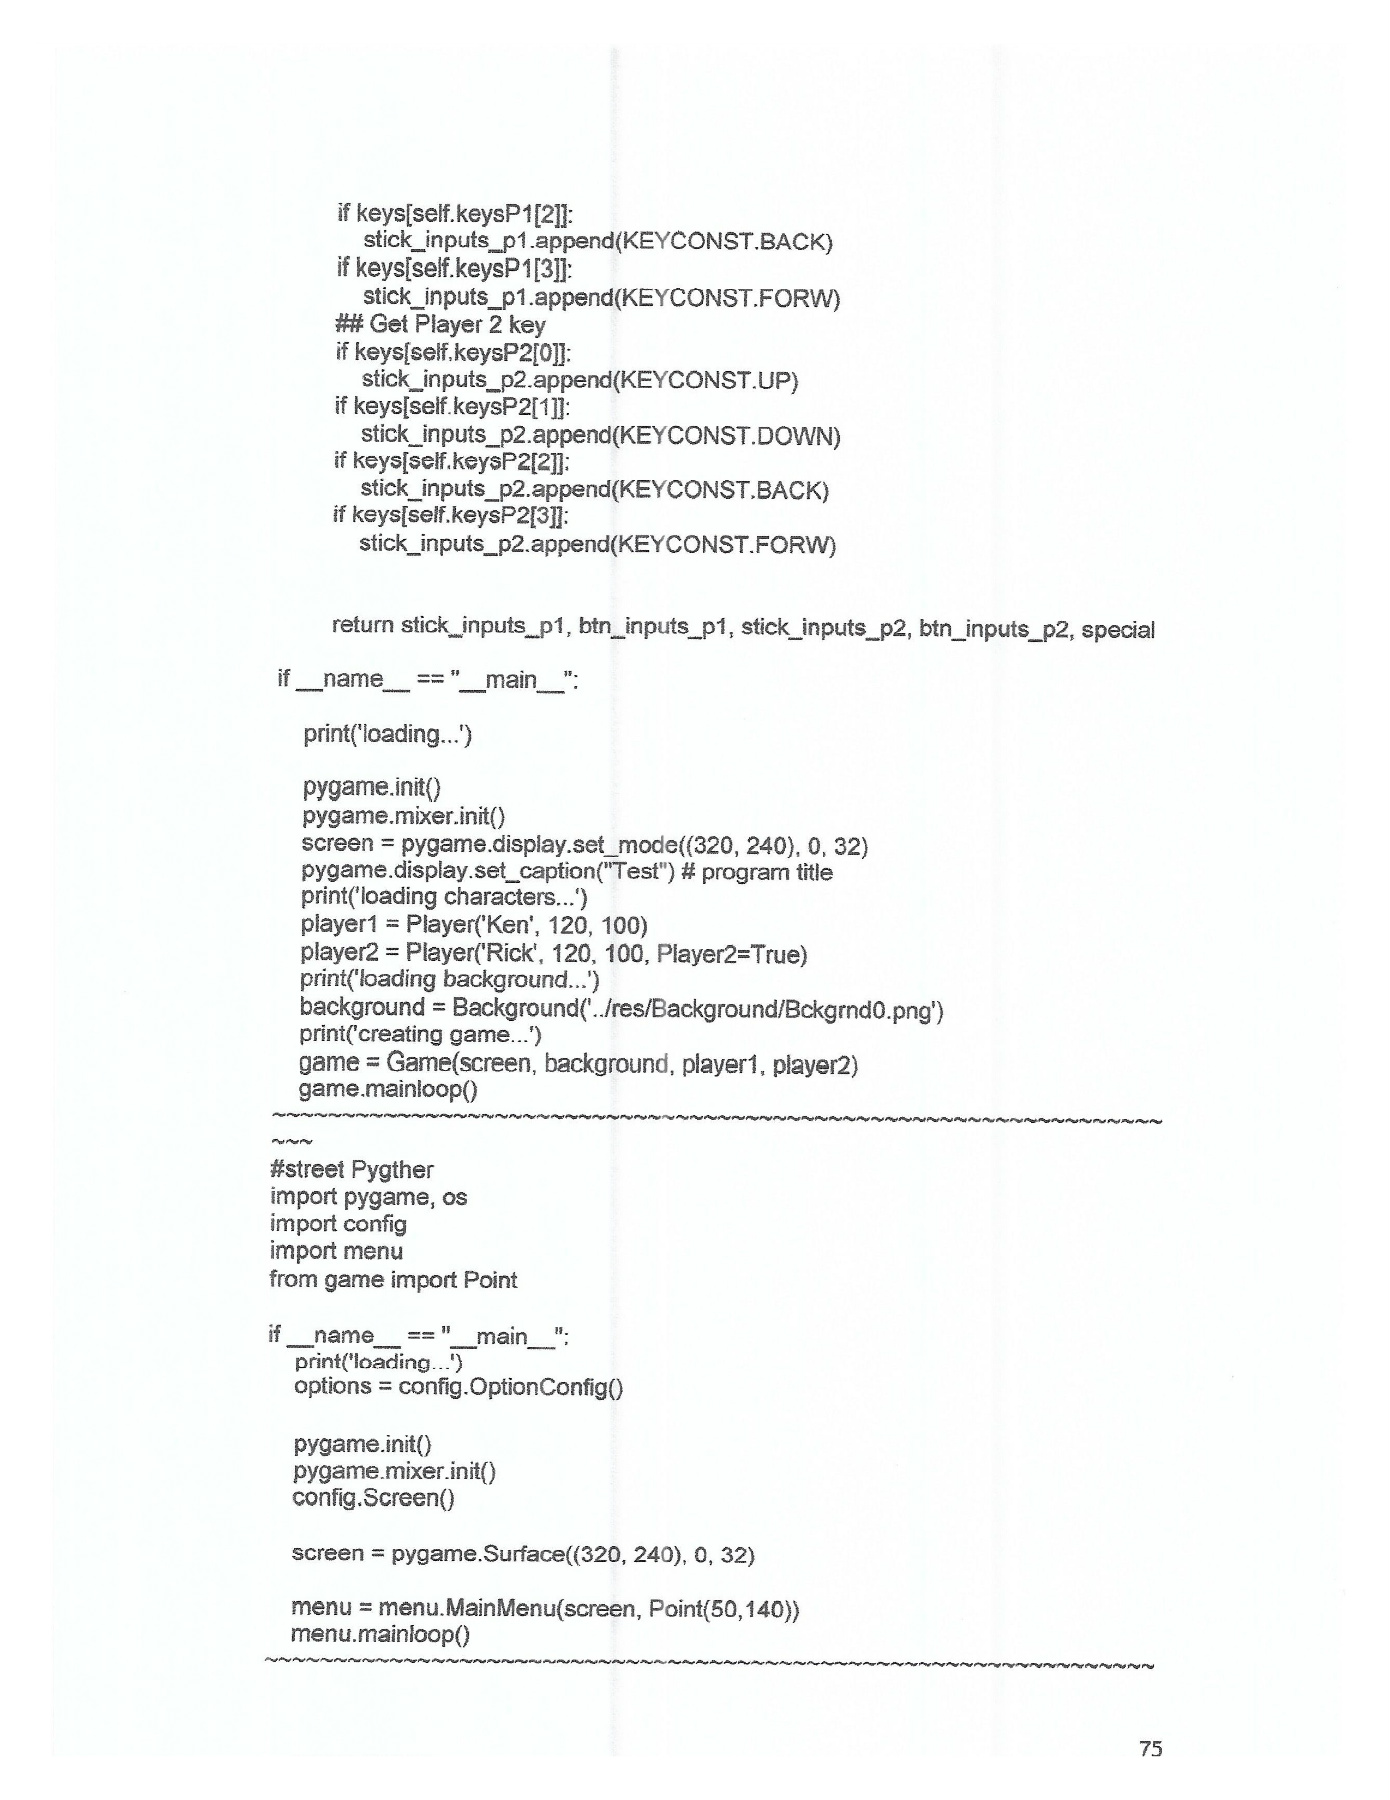 if keys[self.keysP1[2]]:
stick_inputs_p1.append(KEYCONST.BACK)
if keys[self.keysP1[3]]:
stick_inputs_p1.append(KEYCONST.FORW)
## Get Player 2 key
if keys[self.keysP2[0]]:
stick_inputs_p2.append(KEYCONST.UP)
if keys[self.keysP2[1]]:
stick_inputs_p2.append(KEYCONST.DOWN)
if keys[self.keysP2[2]]:
stick_inputs_p2.append(KEYCONST.BACK)
if keys[self.keysP2[3]]:
stick_inputs_p2.append(KEYCONST.FORW)
return stick_inputs_p1, btn_inputs_p1, stick_inputs_p2, btn_inputs_p2, special
if __name__ == "__main__":
print('loading...')
pygame.init()
pygame.mixer.init()
screen = pygame.display.set_mode((320, 240), 0, 32)
pygame.display.set_caption("Test") # program title
print('loading characters...')
player1 = Player('Ken', 120, 100)
player2 = Player('Rick', 120, 100, Player2=True)
print('loading background...')
background = Background('../res/Background/Bckgrnd0.png')
print('creating game...')
game = Game(screen, background, player1, player2)
game.mainloop()
~~~~~~~~~~~~~~~~~~~~~~~~~~~~~~~~~~~~~~~~~~~~~~~~~~~~~~~~~~~~~~~~
~~~
#street Pygther
import pygame, os
import config
import menu
from game import Point
if __name__ == "__main__":
print('loading...')
options = config.OptionConfig()
pygame.init()
pygame.mixer.init()
config.Screen()
screen = pygame.Surface((320, 240), 0, 32)
menu = menu.MainMenu(screen, Point(50,140))
menu.mainloop()
~~~~~~~~~~~~~~~~~~~~~~~~~~~~~~~~~~~~~~~~~~~~~~~~~~~~~~~~~~~~~~~~
75